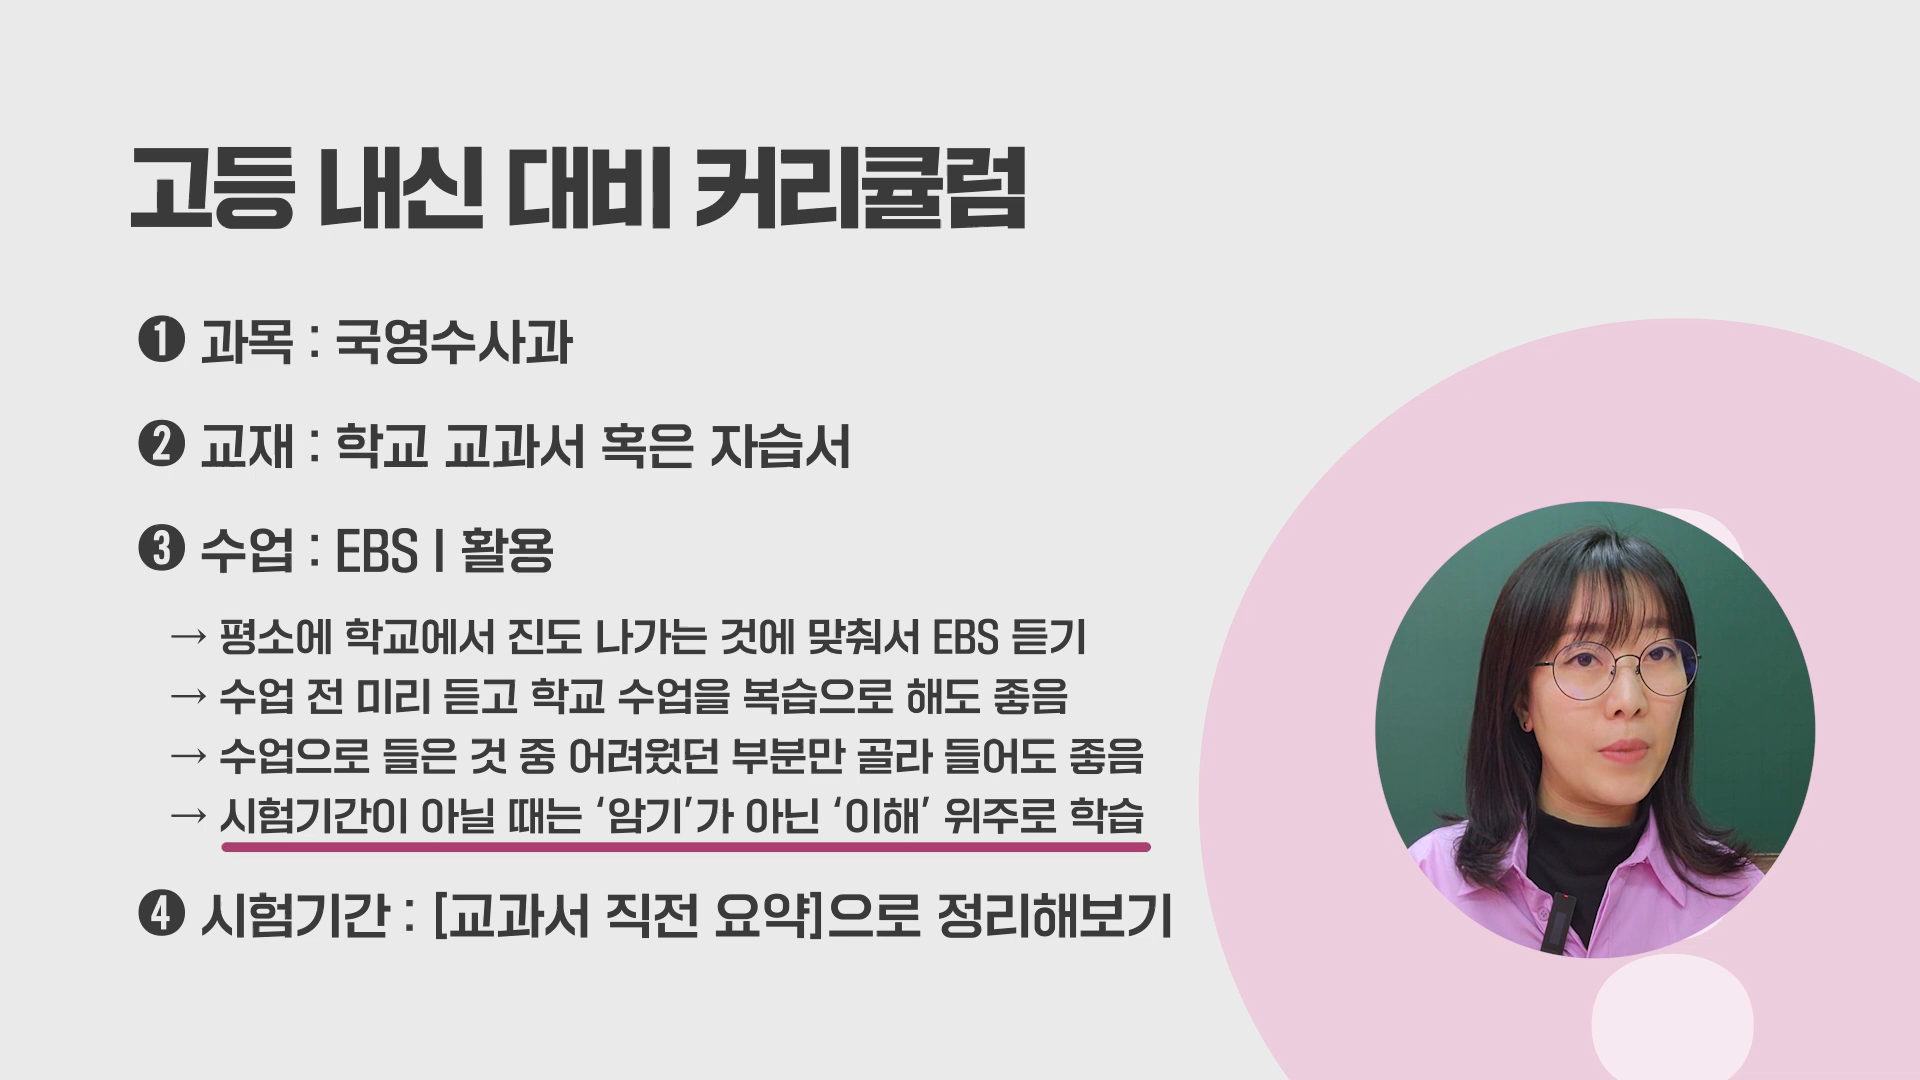 고등 내신 대비 커리큘럼
❶ 과목 : 국영수사과
❷ 교재 : 학교 교과서 혹은 자습서
❸ 수업 : EBS I 활용
→ 평소에 학교에서 진도 나가는 것에 맞춰서 EBS 듣기
→ 수업 전 미리 듣고 학교 수업을 복습으로 해도 좋음
→ 수업으로 들은 것 중 어려웠던 부분만 골라 들어도 좋음
→ 시험기간이 아닐 때는 ‘암기’가 아닌 ‘이해’ 위주로 학습
❹ 시험기간 : [교과서 직전 요약]으로 정리해보기